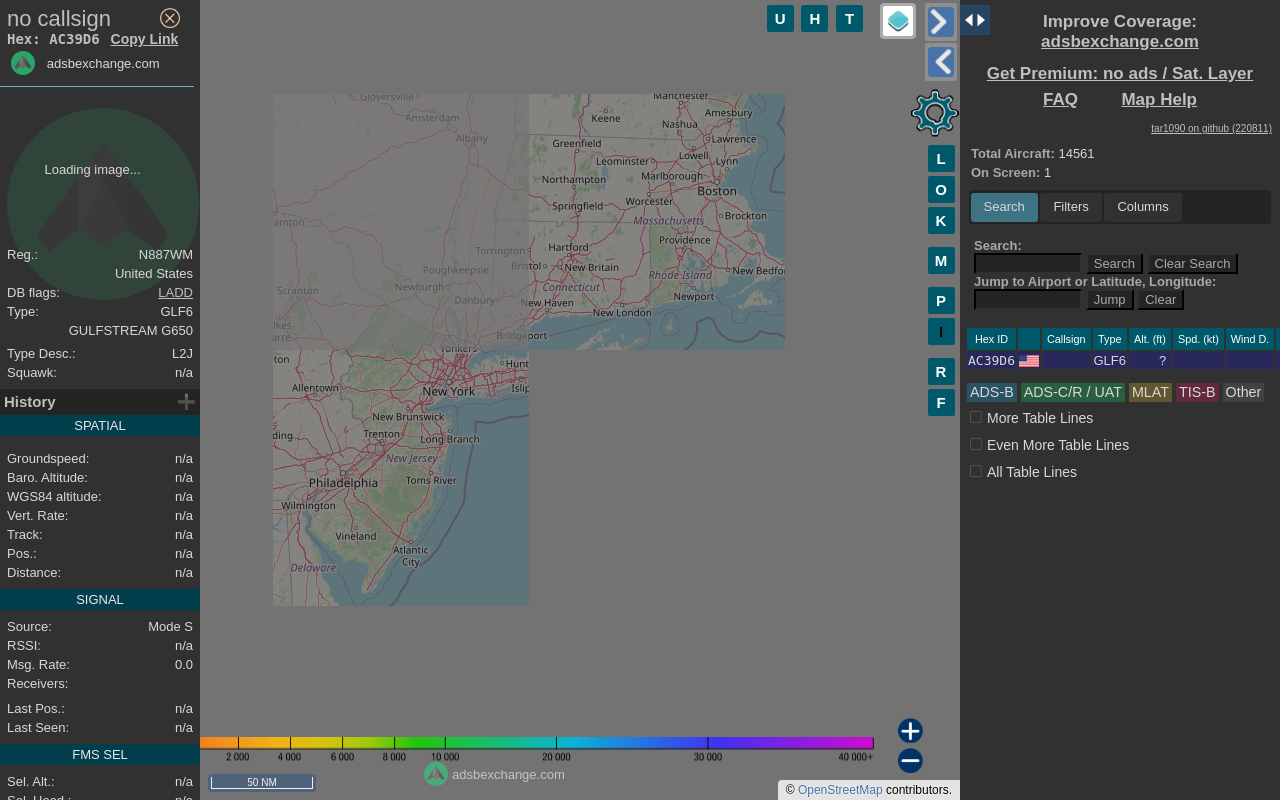 no callsign
Hex: AC39D6 Copy Link
adsbexchange.com
Loading image...
Reg.: N887WM
United States
DB flags: LADD
Type: GLF6
GULFSTREAM G650
Type Desc.: L2J
Squawk: n/a
History
SPATIAL
Groundspeed: n/a
Baro. Altitude: n/a
WGS84 altitude: n/a
Vert. Rate: n/a
Track: n/a
Pos.: n/a
Distance: n/a
SIGNAL
Source: Mode S
RSSI: n/a
Msg. Rate: 0.0
Receivers:
Last Pos.: n/a
Last Seen: n/a
FMS SEL
Sel. Alt.: n/a
Sel. Head.: n/a
U H T
Gloversville
Amsterdam
Albany
Manchester
Keene
Amesbury
Nashua
Greenfield
Lawrence
Lowell
Leominster
Lynn
Northampton
Marlborough
Boston
Springfield
Worcester
Brockton
Massachusetts
Providence
Torrington
Hartford
Bristol
New Britain
New Bedfo
Poughkeepsie
Rhode Island
Connecticut
Scranton
Newburgh
Danbury
New Haven
Newport
New London
Bridgeport
Yonkers
Hunt
Allentown
New York
Islip
New Brunswick
Trenton
Long Branch
New Jersey
Philadelphia
Toms River
Wilmington
Vineland
Atlantic
City
Delaware
L
O
K
M
P
I
R
F
2 000 4 000 6 000 8 000 10 000 20 000 30 000 40 000+
adsbexchange.com
50 NM
© OpenStreetMap contributors.
Improve Coverage:
adsbexchange.com
Get Premium: no ads / Sat. Layer
FAQ Map Help
tar1090 on github (220811)
Total Aircraft: 14561
On Screen: 1
Search Filters Columns
Search:
Search Clear Search
Jump to Airport or Latitude, Longitude:
Jump Clear
Hex ID Callsign Type Alt. (ft) Spd. (kt) Wind D.
AC39D6 GLF6 ?
ADS-B ADS-C/R / UAT MLAT TIS-B Other
More Table Lines
Even More Table Lines
All Table Lines